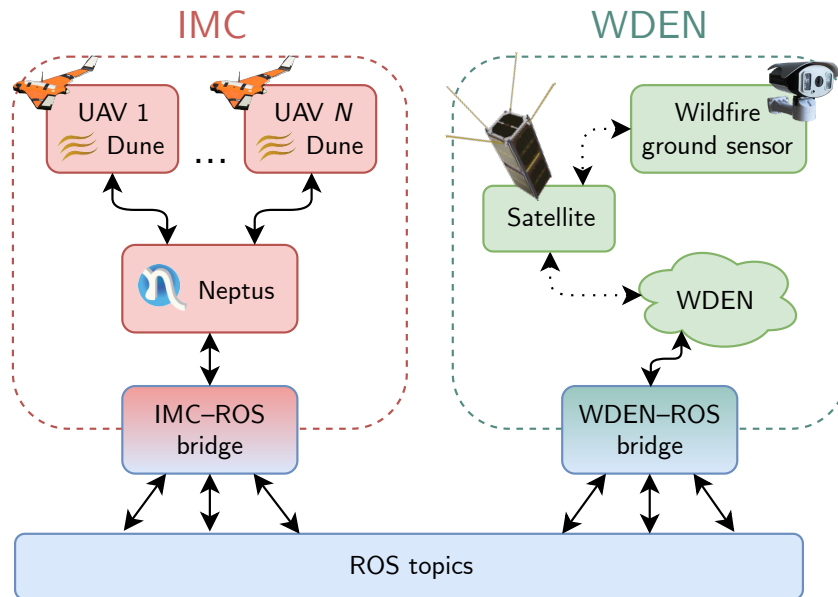 IMC
UAV 1
Dune
...
UAV N
Dune
Neptus
IMC–ROS
bridge
WDEN
Wildfire
ground sensor
Satellite
WDEN
WDEN–ROS
bridge
ROS topics